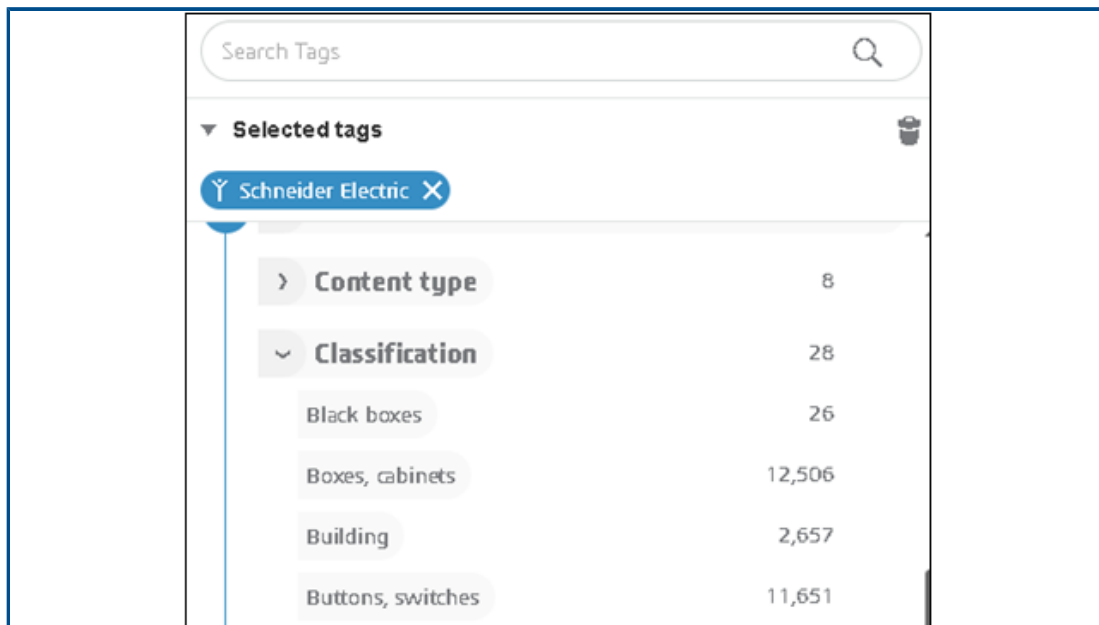 Search Tags
Selected tags
Schneider Electric
Content type 8
Classification 28
Black boxes 26
Boxes, cabinets 12,506
Building 2,657
Buttons, switches 11,651